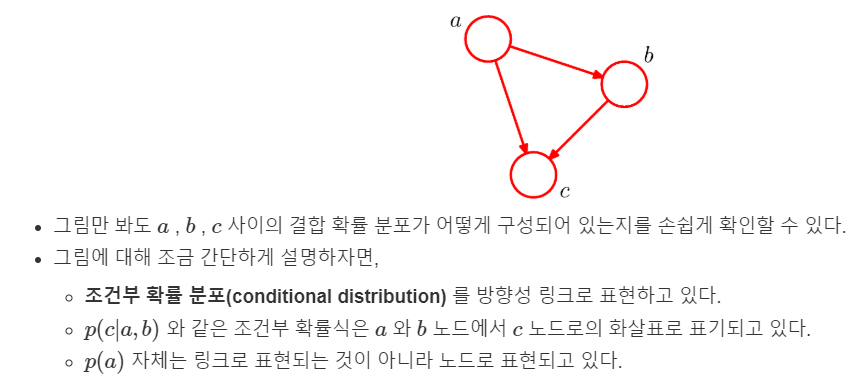 a
b
c
그림만 봐도 a , b , c 사이의 결합 확률 분포가 어떻게 구성되어 있는지를 손쉽게 확인할 수 있다.
그림에 대해 조금 간단하게 설명하자면,
조건부 확률 분포(conditional distribution) 를 방향성 링크로 표현하고 있다.
p(c|a, b) 와 같은 조건부 확률식은 a 와 b 노드에서 c 노드로의 화살표로 표기되고 있다.
p(a) 자체는 링크로 표현되는 것이 아니라 노드로 표현되고 있다.